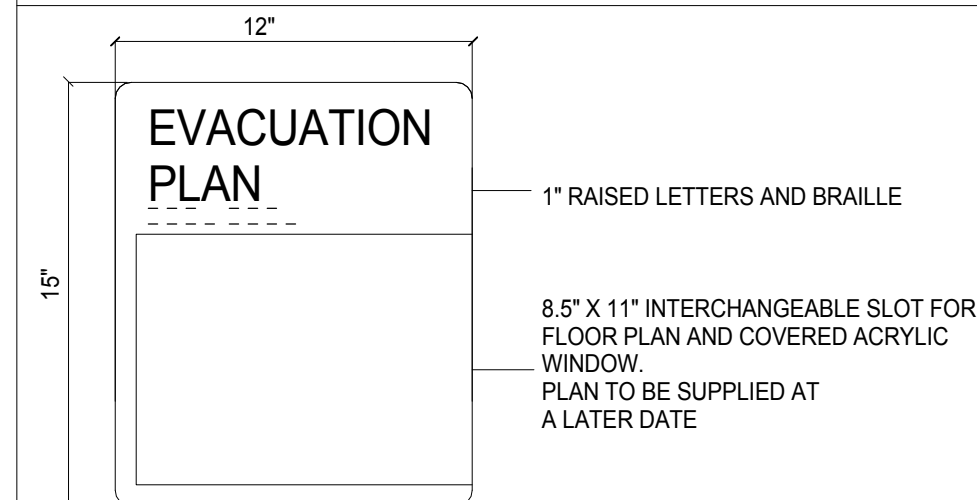 12"
EVACUATION
PLAN
15"
1" RAISED LETTERS AND BRAILLE
8.5" X 11" INTERCHANGEABLE SLOT FOR
FLOOR PLAN AND COVERED ACRYLIC
WINDOW.
PLAN TO BE SUPPLIED AT
A LATER DATE